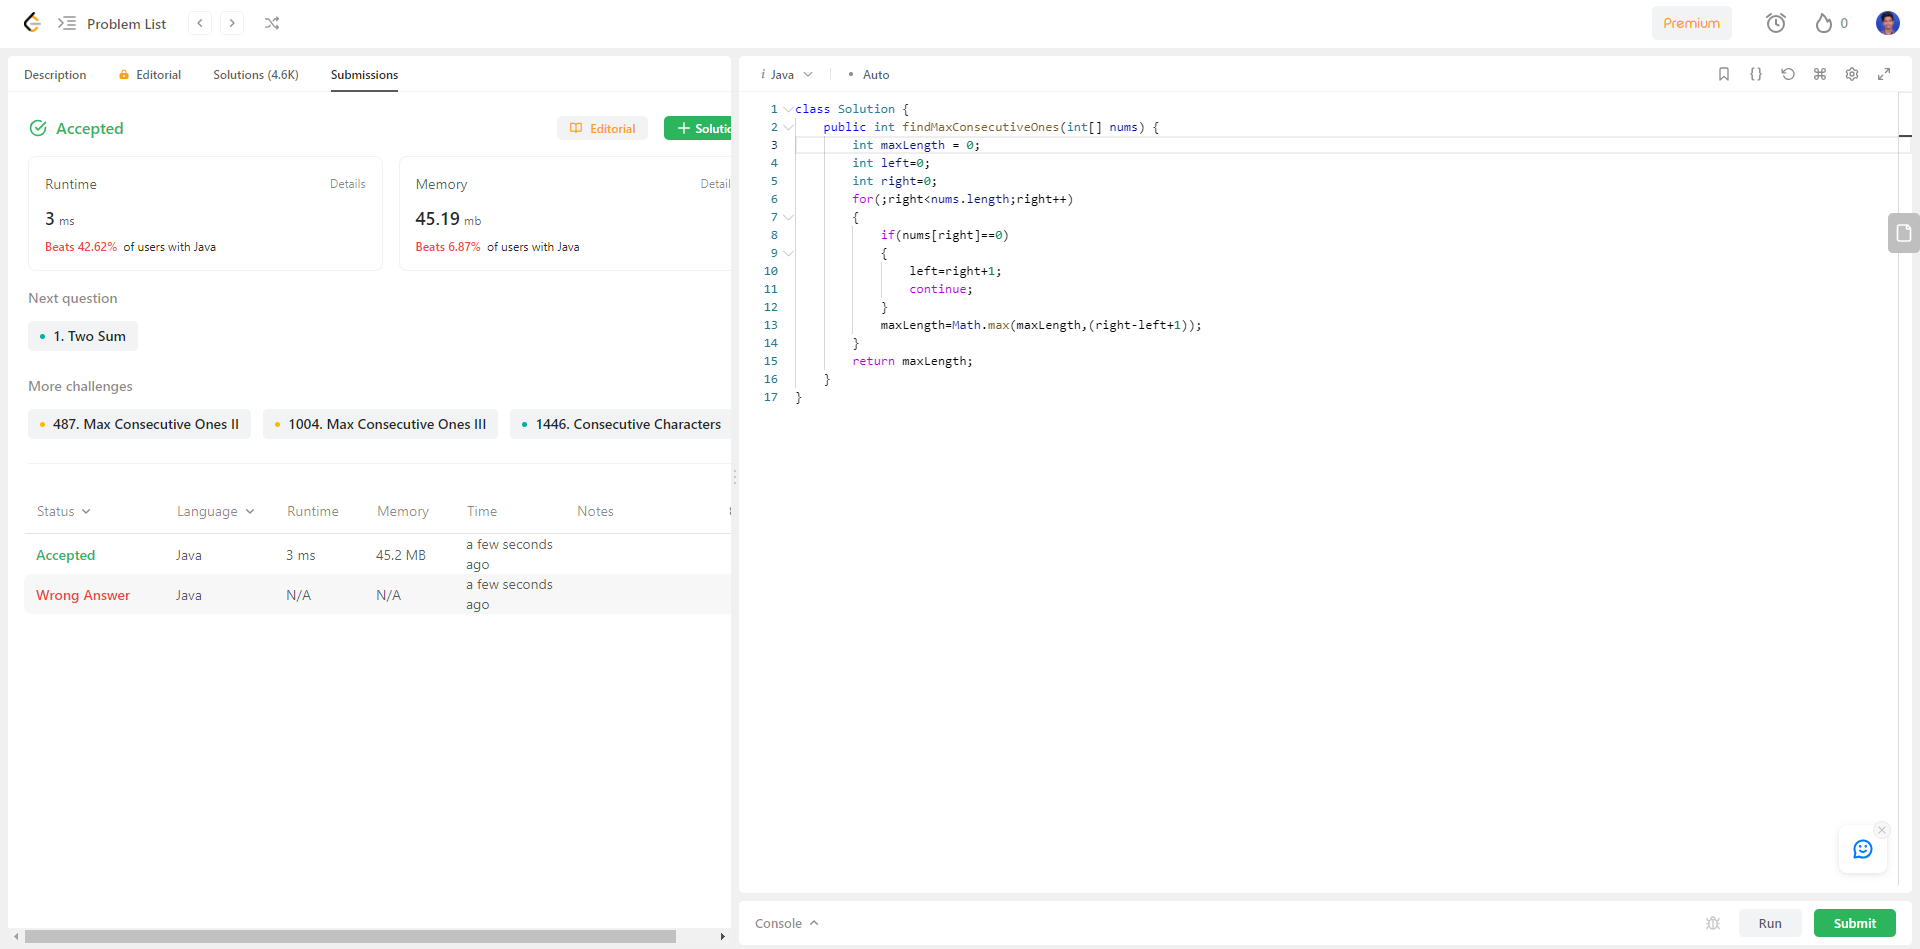 Problem List
Premium
0
Description
Editorial
Solutions (4.6K)
Submissions
Accepted
Editorial
Solutio
Runtime
Details
3 ms
Beats 42.62% of users with Java
Memory
Detail
45.19 mb
Beats 6.87% of users with Java
Next question
1. Two Sum
More challenges
487. Max Consecutive Ones II
1004. Max Consecutive Ones III
1446. Consecutive Characters
Status Language Runtime Memory Time Notes
Accepted Java 3 ms 45.2 MB a few seconds ago
Wrong Answer Java N/A N/A a few seconds ago
i Java
Auto
1 class Solution {
2     public int findMaxConsecutiveOnes(int[] nums) {
3         int maxLength = 0;
4         int left=0;
5         int right=0;
6         for(;right<nums.length;right++)
7         {
8             if(nums[right]==0)
9             {
10                 left=right+1;
11                 continue;
12             }
13             maxLength=Math.max(maxLength,(right-left+1));
14         }
15         return maxLength;
16     }
17 }
Console
Run
Submit